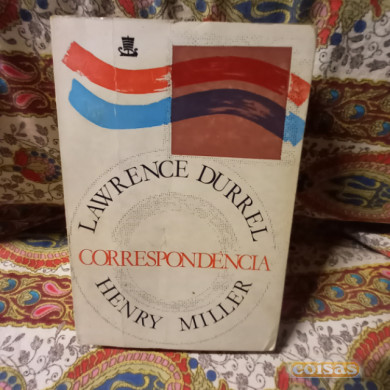 LAWRENCE DURREL
CORRESPONDENCIA
HENRY MILLER
coisas